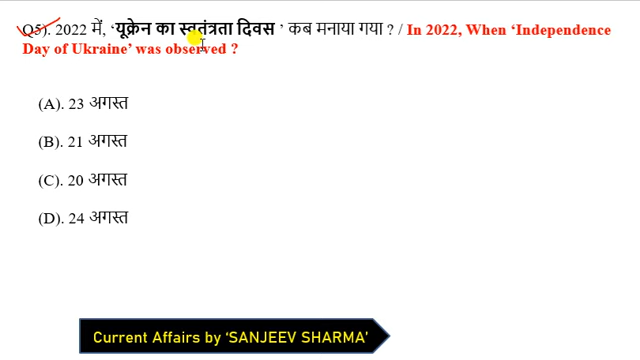 Q5). 2022 में, ‘यूक्रेन का स्वतंत्रता दिवस ’ कब मनाया गया ? / In 2022, When ‘Independence
Day of Ukraine’ was observed ?
(A). 23 अगस्त
(B). 21 अगस्त
(C). 20 अगस्त
(D). 24 अगस्त
Current Affairs by ‘SANJEEV SHARMA’